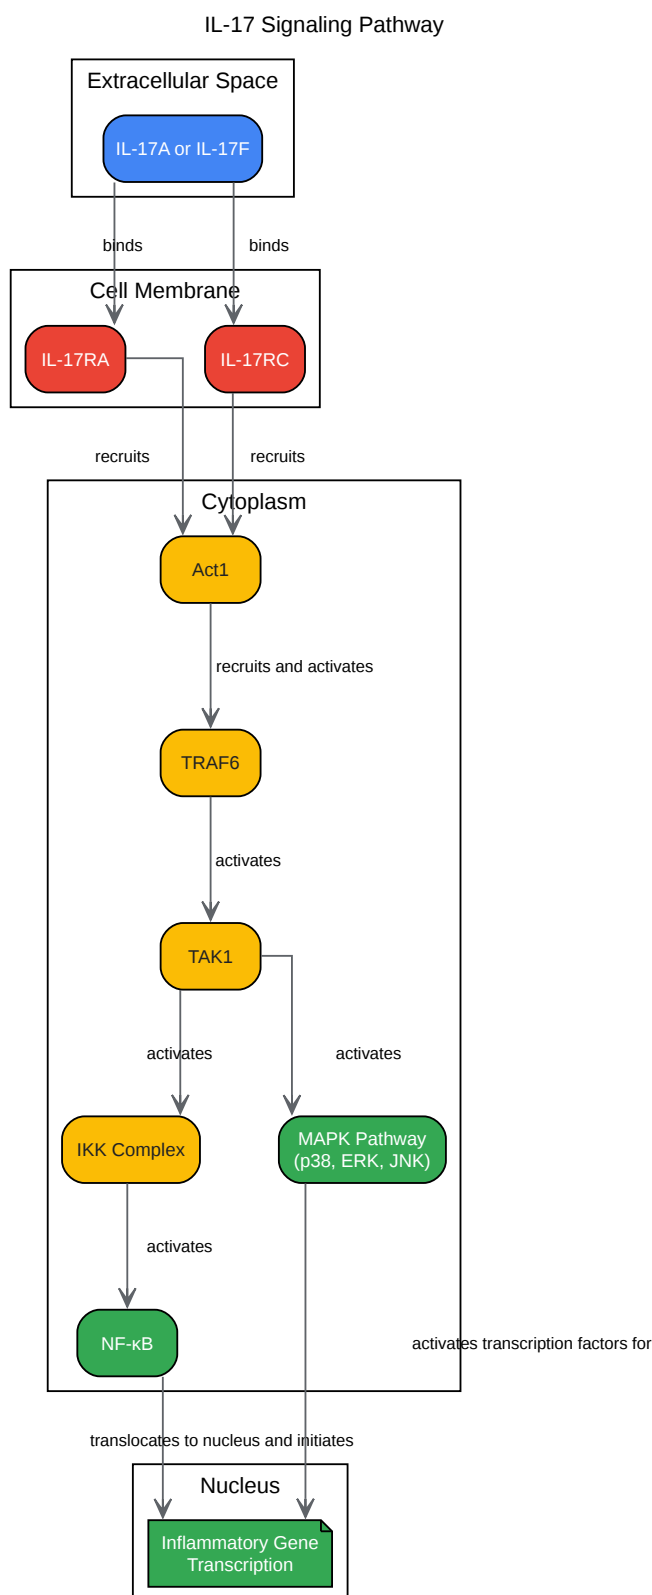 IL-17 Signaling Pathway
Extracellular Space
IL-17A or IL-17F
binds
binds
Cell Membrane
IL-17RA
IL-17RC
recruits
recruits
Cytoplasm
Act1
recruits and activates
TRAF6
activates
TAK1
activates
activates
IKK Complex
MAPK Pathway
(p38, ERK, JNK)
activates
NF-κB
activates transcription factors for
translocates to nucleus and initiates
Nucleus
Inflammatory Gene
Transcription